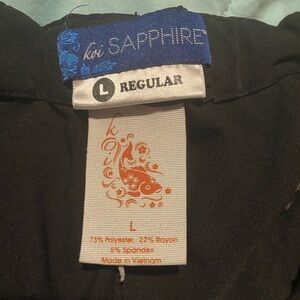 koi SAPPHIRE
L REGULAR
koi
L
73% Polyester, 22% Rayon
5% Spandex
Made in Vietnam